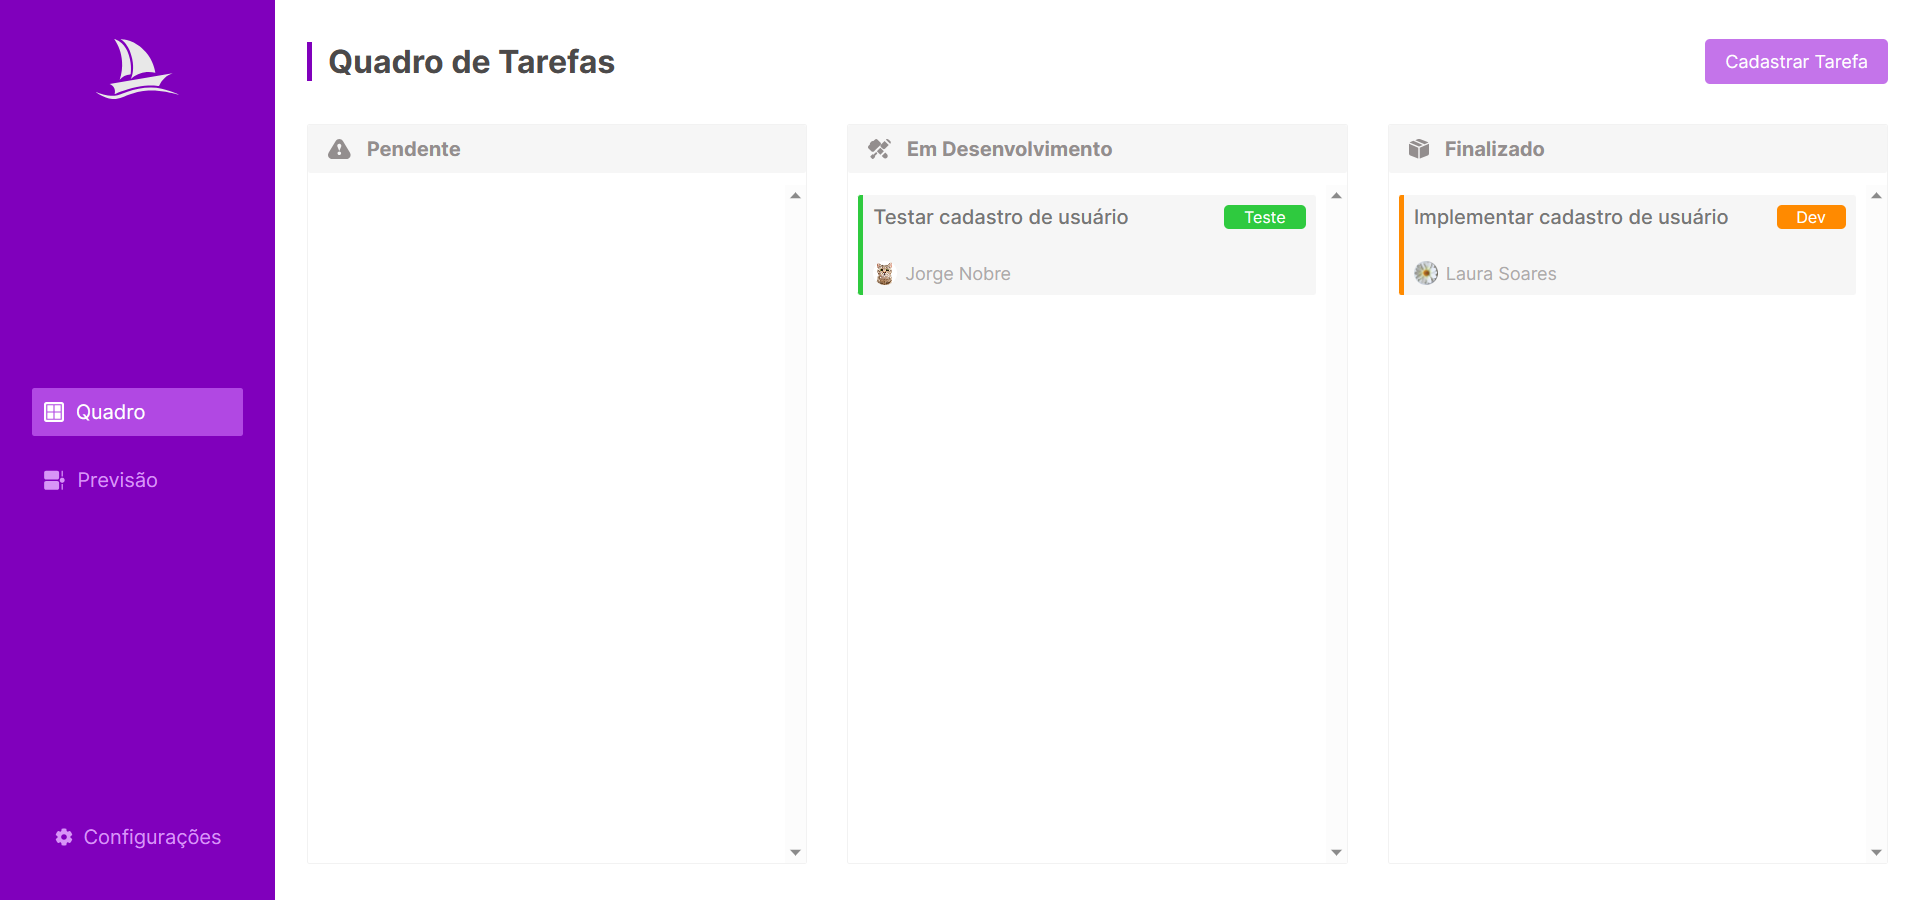 Quadro de Tarefas
Cadastrar Tarefa
Quadro
Previsão
Configurações
Pendente
Em Desenvolvimento
Testar cadastro de usuário
Teste
Jorge Nobre
Finalizado
Implementar cadastro de usuário
Dev
Laura Soares